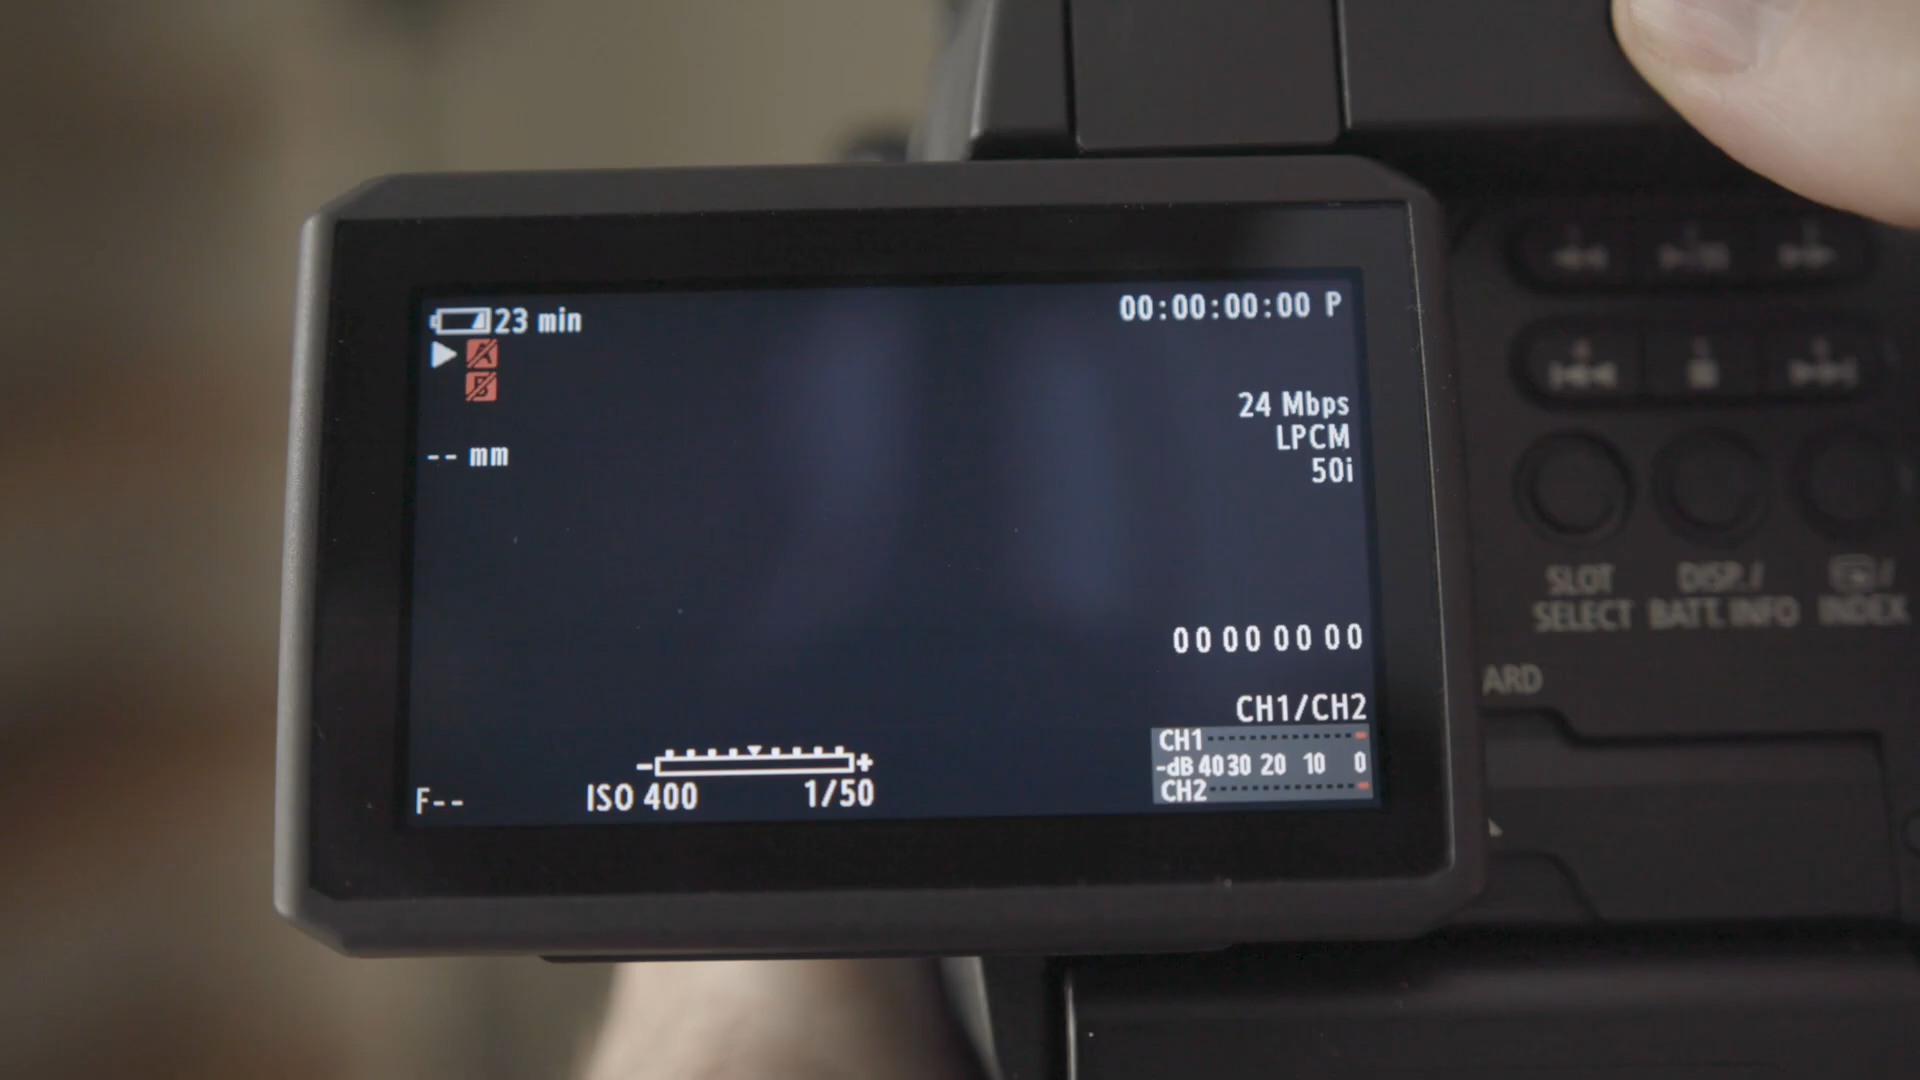 23 min
00:00:00:00 P
A
B
24 Mbps
-- mm
LPCM
50i
00 00 00 00
CH1/CH2
CH1
-dB 40 30 20 10 0
CH2
- +
F-- ISO 400 1/50
SLOT SELECT
DISP./ BATT. INFO
/ INDEX
ARD